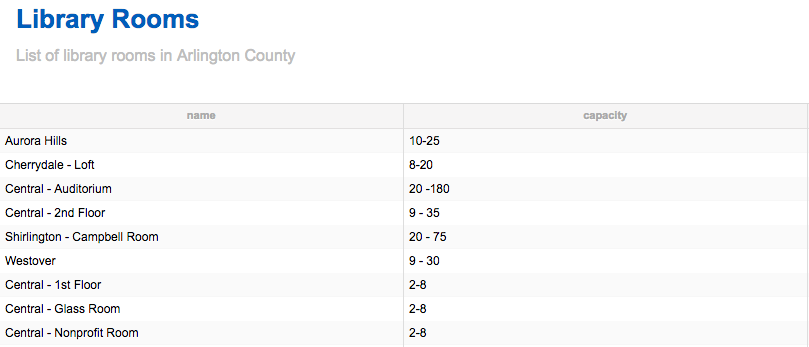 Library Rooms
List of library rooms in Arlington County
name capacity
Aurora Hills 10-25
Cherrydale - Loft 8-20
Central - Auditorium 20 -180
Central - 2nd Floor 9 - 35
Shirlington - Campbell Room 20 - 75
Westover 9 - 30
Central - 1st Floor 2-8
Central - Glass Room 2-8
Central - Nonprofit Room 2-8